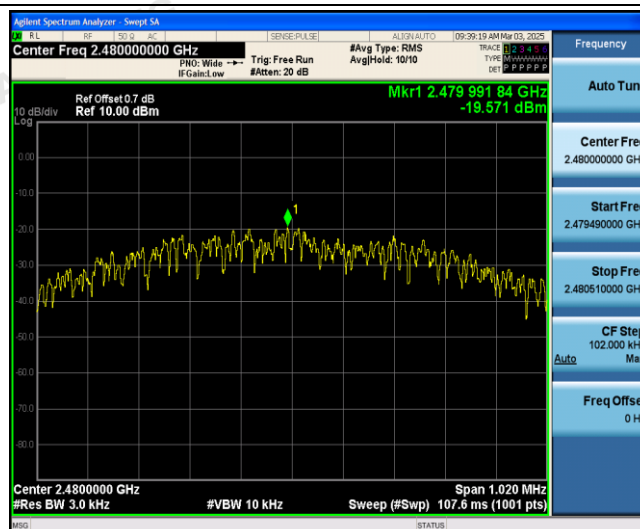 Agilent Spectrum Analyzer - Swept SA
RL RF 50 Ω AC SENSE:PULSE ALIGN AUTO 09:39:19 AM Mar 03, 2025
Center Freq 2.480000000 GHz
PNO: Wide
IFGain:Low
Trig: Free Run
#Atten: 20 dB
#Avg Type: RMS
Avg|Hold: 10/10
TRACE 1 2 3 4 5 6
TYPE M
DET P P P P P P
Mkr1 2.479 991 84 GHz
-19.571 dBm
Ref Offset 0.7 dB
Ref 10.00 dBm
10 dB/div
Log
0.00
-10.0
-20.0
-30.0
-40.0
-50.0
-60.0
-70.0
-80.0
1
Center 2.4800000 GHz
Span 1.020 MHz
#Res BW 3.0 kHz
#VBW 10 kHz
Sweep (#Swp) 107.6 ms (1001 pts)
MSG
STATUS
Frequency
Auto Tun
Center Fre
2.480000000 GH
Start Fre
2.479490000 GH
Stop Fre
2.480510000 GH
CF Step
102.000 kH
Auto Ma
Freq Offse
0 H